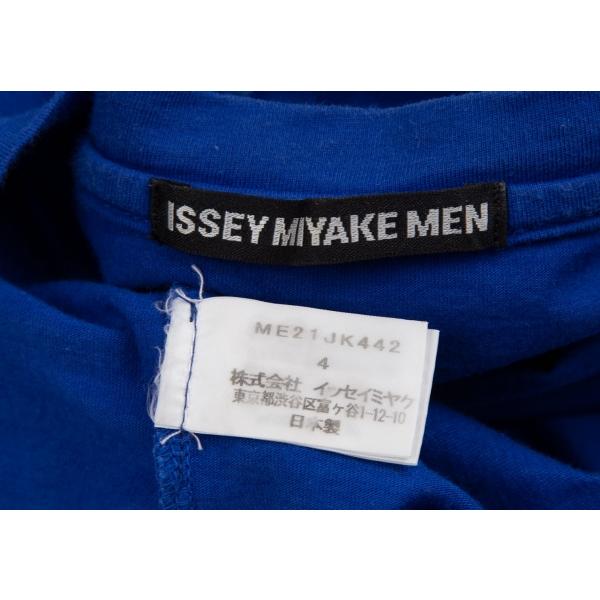 ISSEY MIYAKE MEN
ME21JK442
4
株式会社 イッセイミヤケ
東京都渋谷区富ヶ谷1-12-10
日本製